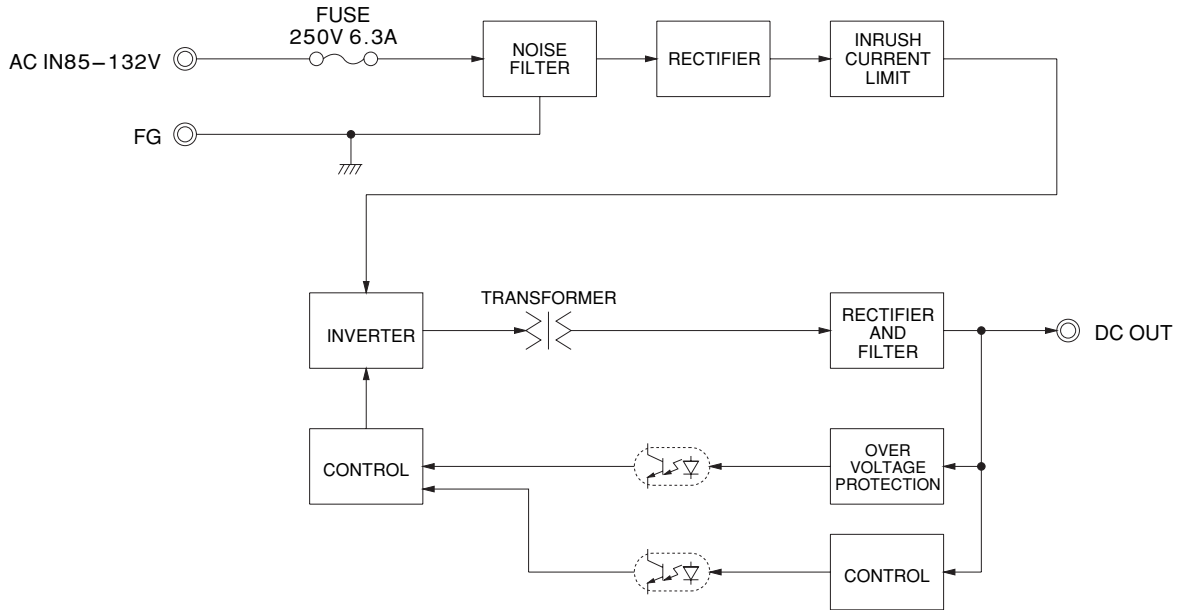 FUSE
250V 6.3A
AC IN85–132V
NOISE
FILTER
RECTIFIER
INRUSH
CURRENT
LIMIT
FG
TRANSFORMER
INVERTER
RECTIFIER
AND
FILTER
DC OUT
CONTROL
OVER
VOLTAGE
PROTECTION
CONTROL